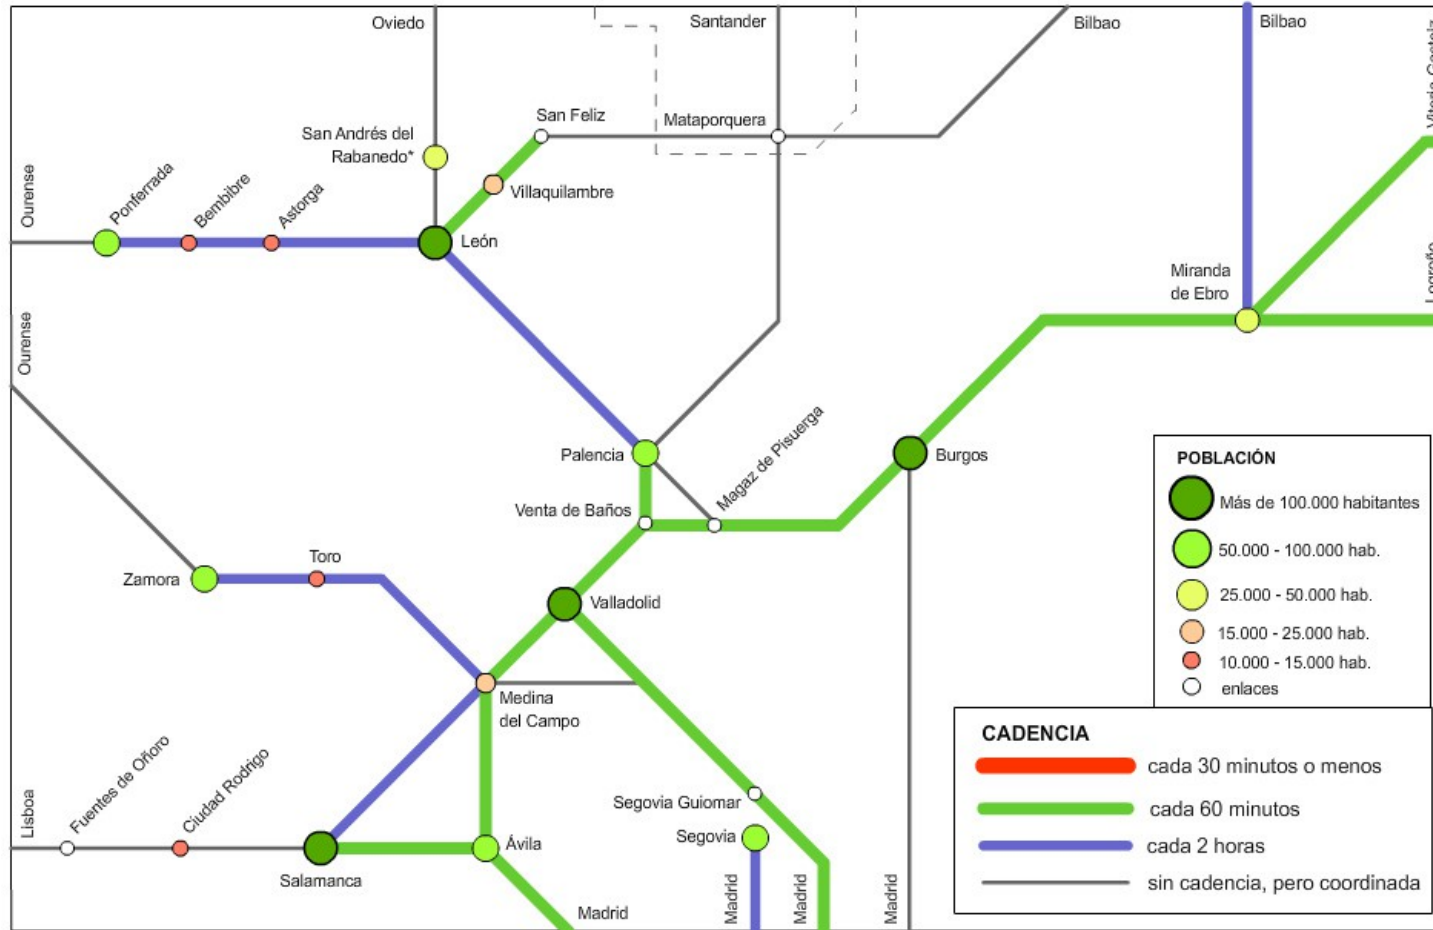 Oviedo
Santander
Bilbao
Bilbao
Vitoria-Gasteiz
San Feliz
Mataporquera
San Andrés del
Rabanedo*
Villaquilambre
Ourense
Ponferrada
Bembibre
Astorga
León
Miranda
de Ebro
Logroño
Ourense
Palencia
Magaz de Pisuerga
Burgos
Venta de Baños
Toro
Zamora
Valladolid
Medina
del Campo
Lisboa
Fuentes de Oñoro
Ciudad Rodrigo
Salamanca
Ávila
Segovia Guiomar
Segovia
Madrid
Madrid
Madrid
Madrid
POBLACIÓN
Más de 100.000 habitantes
50.000 - 100.000 hab.
25.000 - 50.000 hab.
15.000 - 25.000 hab.
10.000 - 15.000 hab.
enlaces
CADENCIA
cada 30 minutos o menos
cada 60 minutos
cada 2 horas
sin cadencia, pero coordinada